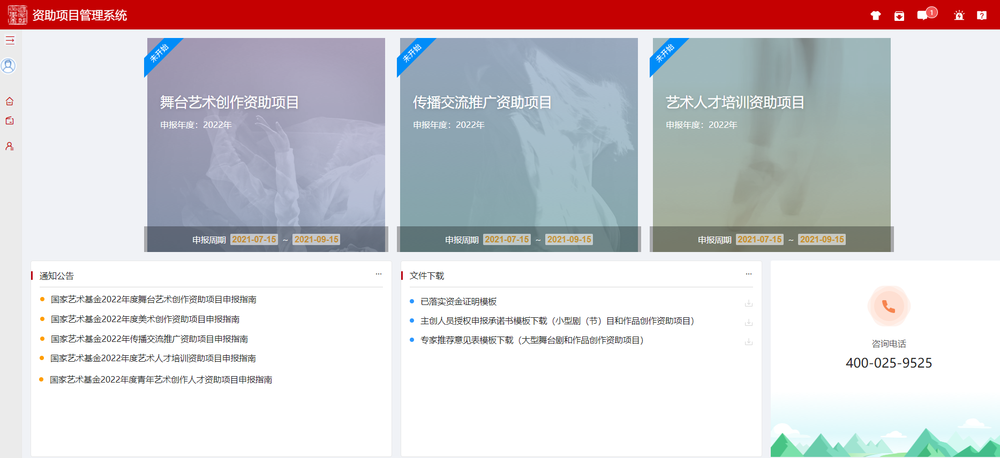 资助项目管理系统
1
未开始
舞台艺术创作资助项目
申报年度：2022年
申报周期 2021-07-15 ~ 2021-09-15
未开始
传播交流推广资助项目
申报年度：2022年
申报周期 2021-07-15 ~ 2021-09-15
未开始
艺术人才培训资助项目
申报年度：2022年
申报周期 2021-07-15 ~ 2021-09-15
通知公告
...
国家艺术基金2022年度舞台艺术创作资助项目申报指南
国家艺术基金2022年度美术创作资助项目申报指南
国家艺术基金2022年传播交流推广资助项目申报指南
国家艺术基金2022年度艺术人才培训资助项目申报指南
国家艺术基金2022年度青年艺术创作人才资助项目申报指南
文件下载
...
已落实资金证明模板
主创人员授权申报承诺书模板下载（小型剧（节）目和作品创作资助项目）
专家推荐意见表模板下载（大型舞台剧和作品创作资助项目）
咨询电话
400-025-9525